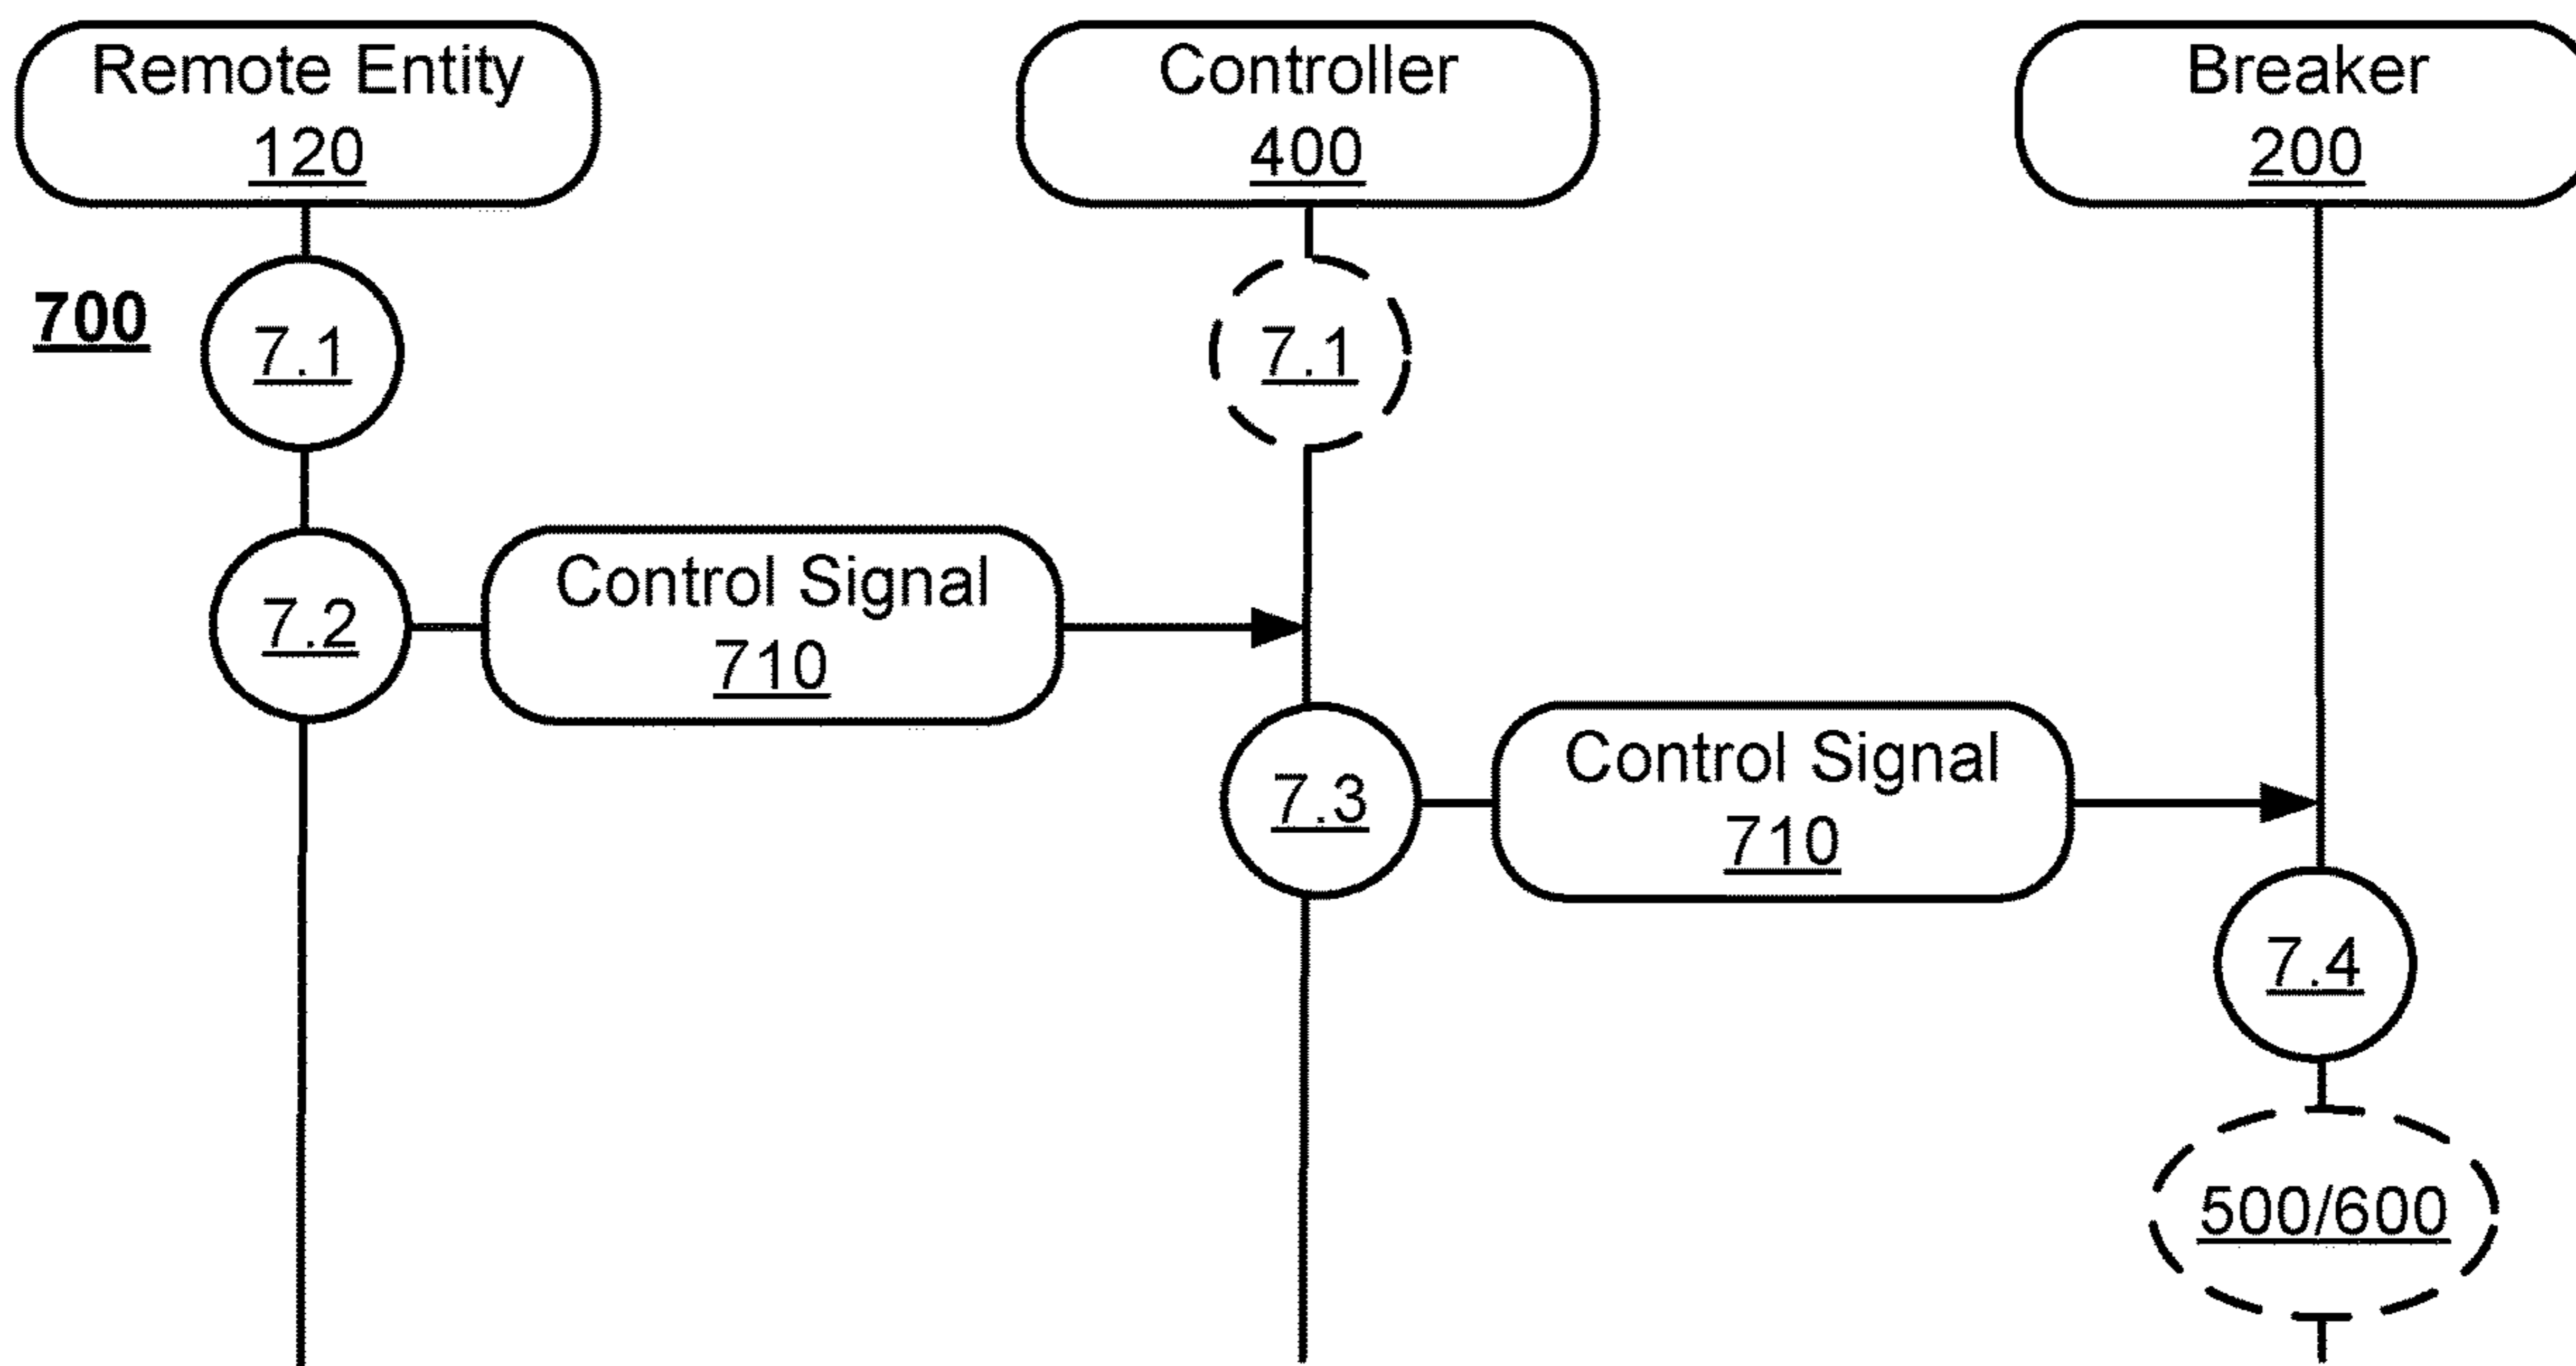 Remote Entity
120
Controller
400
Breaker
200
700
7.1
7.1
7.2
Control Signal
710
7.3
Control Signal
710
7.4
500/600